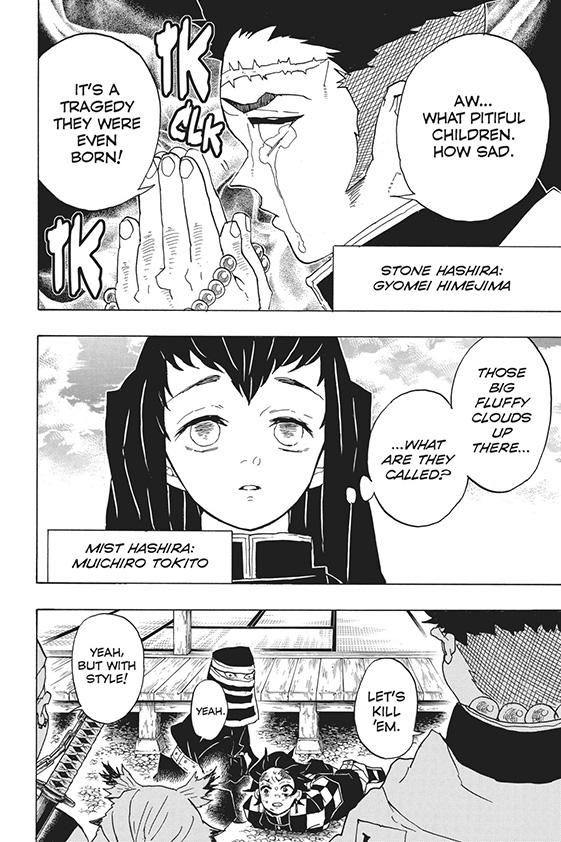 AW...
WHAT PITIFUL
CHILDREN.
HOW SAD.
IT'S A
TRAGEDY
THEY WERE
EVEN
BORN!
TK
CLK
TK
STONE HASHIRA:
GYOMEI HIMEJIMA
THOSE
BIG
FLUFFY
CLOUDS
UP
THERE...
...WHAT
ARE THEY
CALLED?
MIST HASHIRA:
MUICHIRO TOKITO
LET'S
KILL
'EM.
YEAH.
YEAH,
BUT WITH
STYLE!